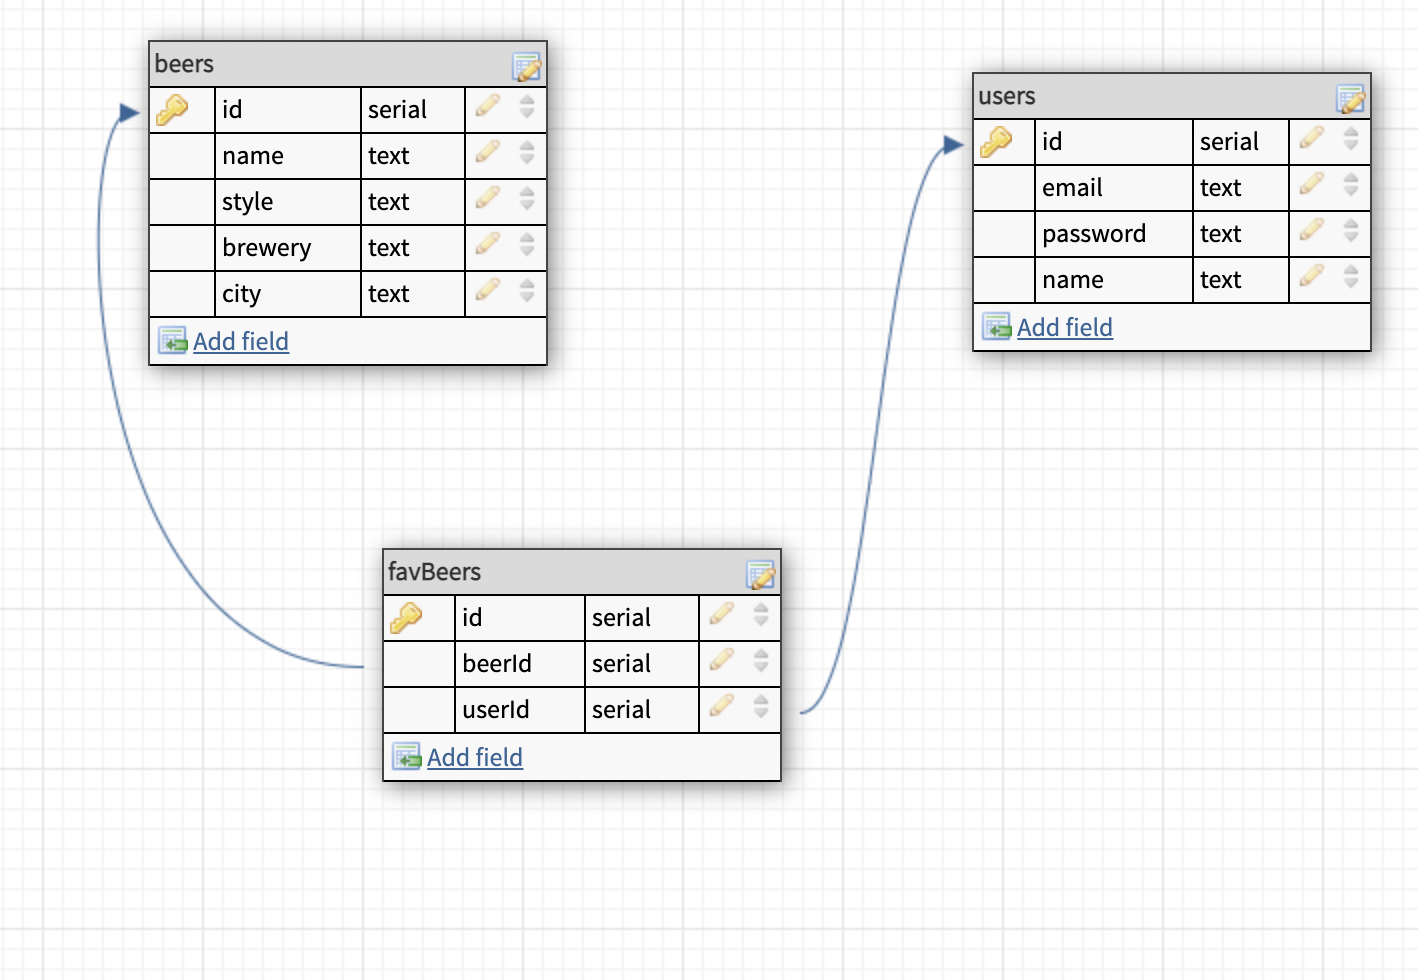 beers
id serial
name text
style text
brewery text
city text
Add field
users
id serial
email text
password text
name text
Add field
favBeers
id serial
beerId serial
userId serial
Add field